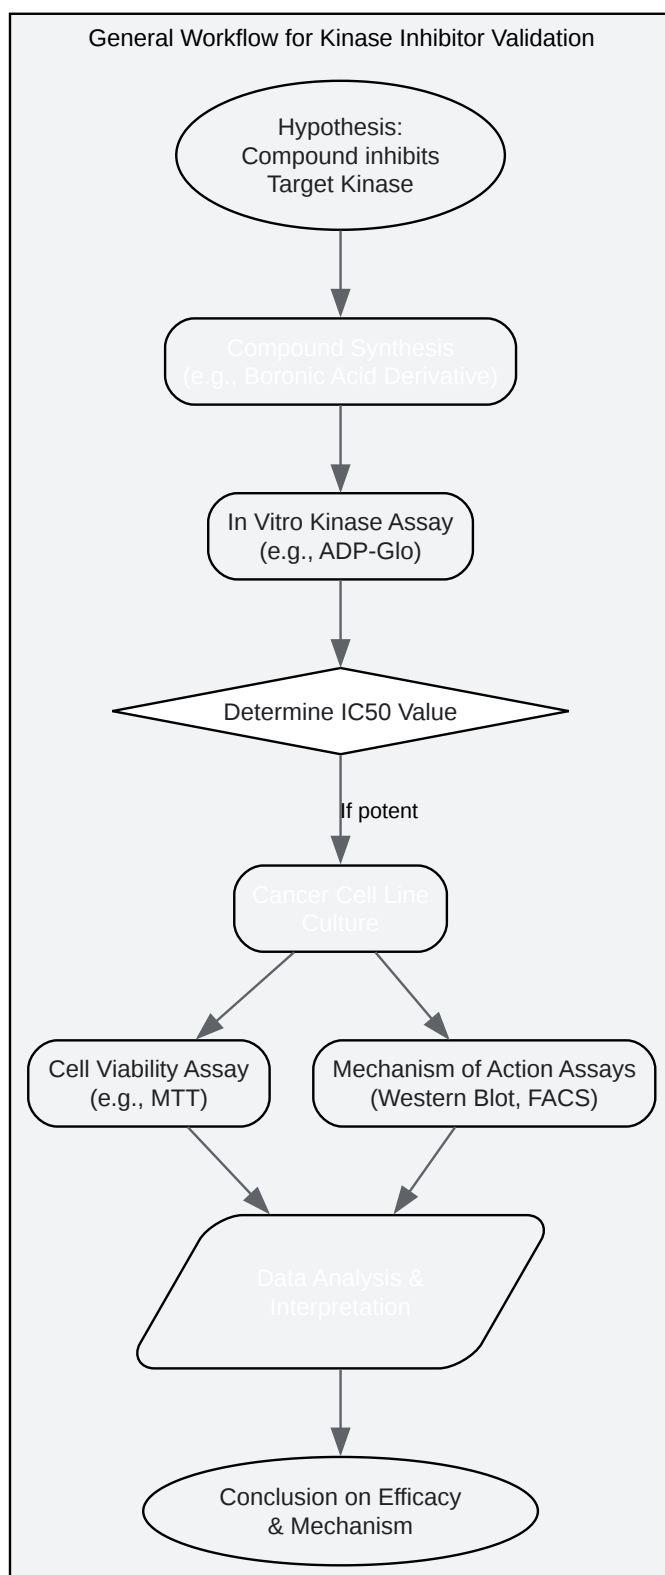 General Workflow for Kinase Inhibitor Validation
Hypothesis:
Compound inhibits
Target Kinase
Compound Synthesis
(e.g., Boronic Acid Derivative)
In Vitro Kinase Assay
(e.g., ADP-Glo)
Determine IC50 Value
If potent
Cancer Cell Line
Culture
Cell Viability Assay
(e.g., MTT)
Mechanism of Action Assays
(Western Blot, FACS)
Data Analysis &
Interpretation
Conclusion on Efficacy
& Mechanism